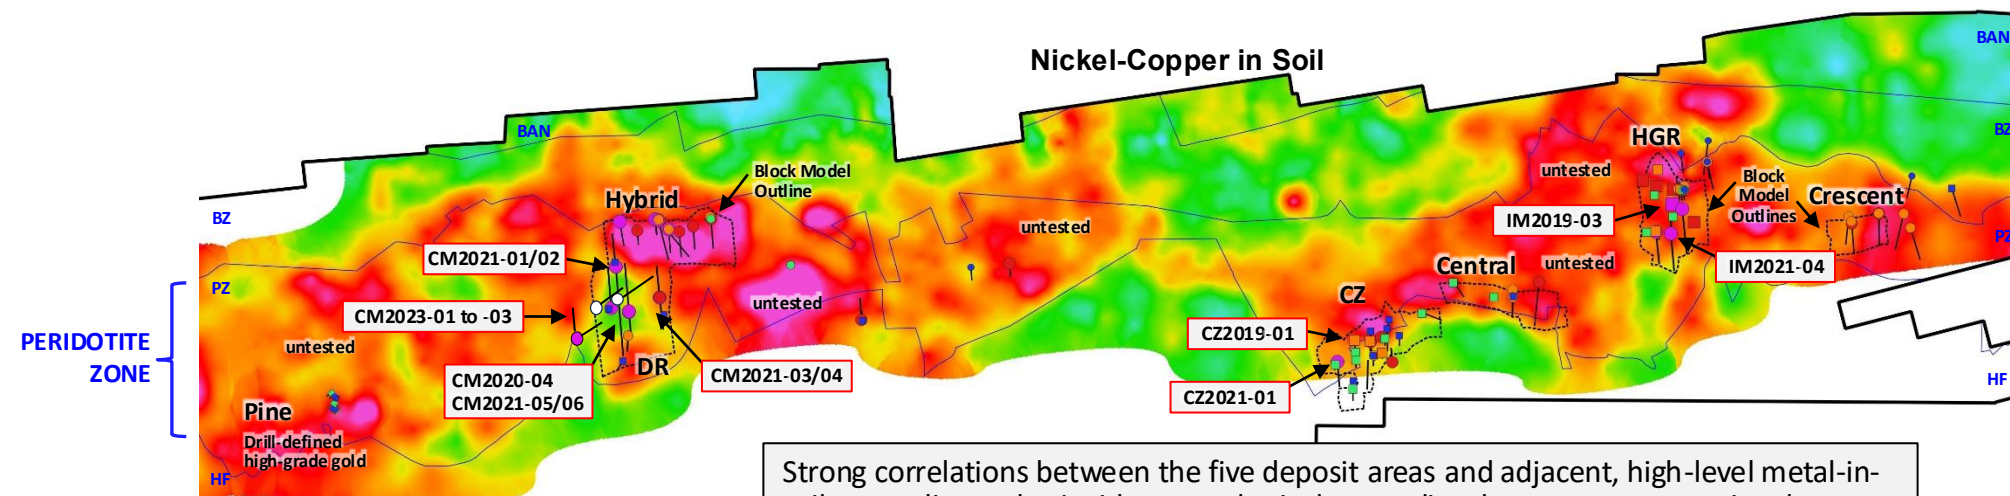 Nickel-Copper in Soil
BAN
BAN
BZ
HGR
untested
Block Model
Outline
Block
Model
Outlines
Hybrid
Crescent
BZ
IM2019-03
untested
PZ
CM2021-01/02
Central
untested
IM2021-04
PZ
CZ
untested
CM2023-01 to -03
CZ2019-01
PERIDOTITE
ZONE
untested
DR
CM2021-03/04
HF
CM2020-04
CM2021-05/06
CZ2021-01
Pine
Drill-defined
high-grade gold
HF
Strong correlations between the five deposit areas and adjacent, high-level metal-in-